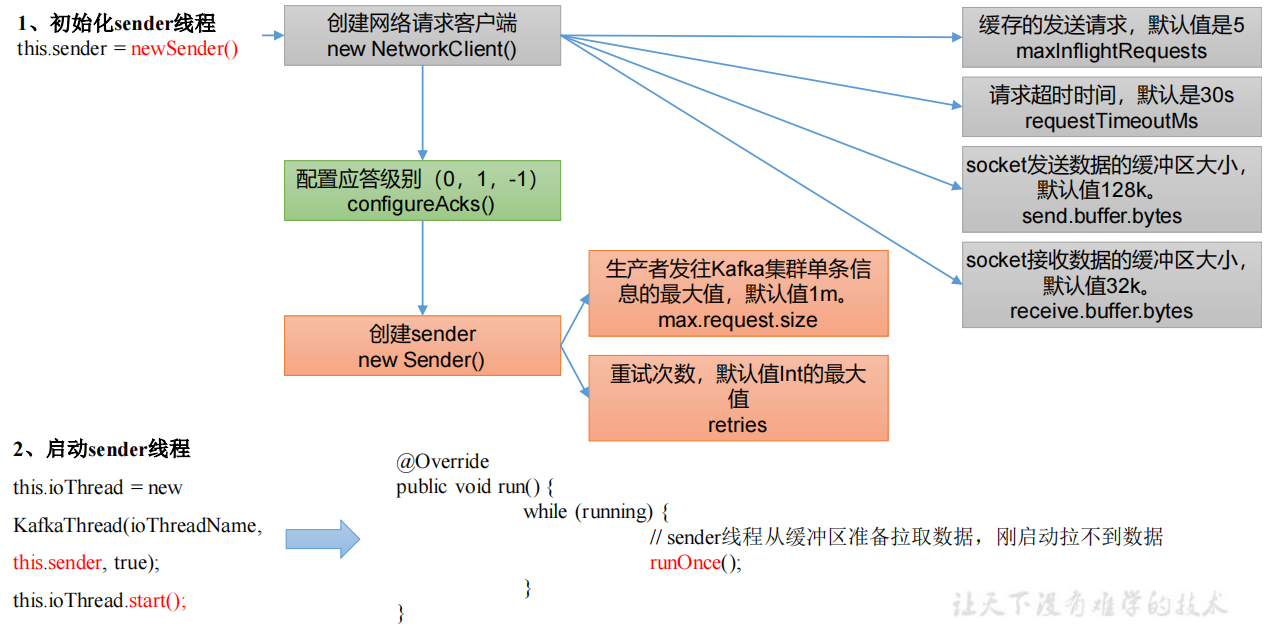 1、初始化sender线程
this.sender = newSender()
创建网络请求客户端
new NetworkClient()
缓存的发送请求，默认值是5
maxInflightRequests
请求超时时间，默认是30s
requestTimeoutMs
socket发送数据的缓冲区大小，
默认值128k。
send.buffer.bytes
socket接收数据的缓冲区大小，
默认值32k。
receive.buffer.bytes
配置应答级别（0，1，-1）
configureAcks()
创建sender
new Sender()
生产者发往Kafka集群单条信
息的最大值，默认值1m。
max.request.size
重试次数，默认值Int的最大
值
retries
2、启动sender线程
this.ioThread = new
KafkaThread(ioThreadName,
this.sender, true);
this.ioThread.start();
@Override
public void run() {
while (running) {
// sender线程从缓冲区准备拉取数据，刚启动拉不到数据
runOnce();
}
}
让天下没有难学的技术